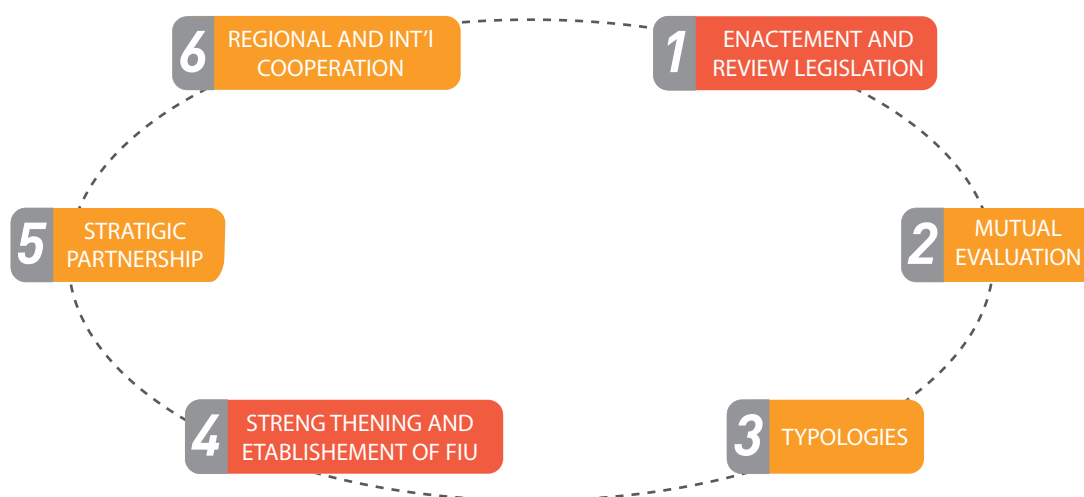 6
REGIONAL AND INT'l
COOPERATION
1
ENACTEMENT AND
REVIEW LEGISLATION
5
STRATIGIC
PARTNERSHIP
2
MUTUAL
EVALUATION
4
STRENG THENING AND
ETABLISHEMENT OF FIU
3
TYPOLOGIES